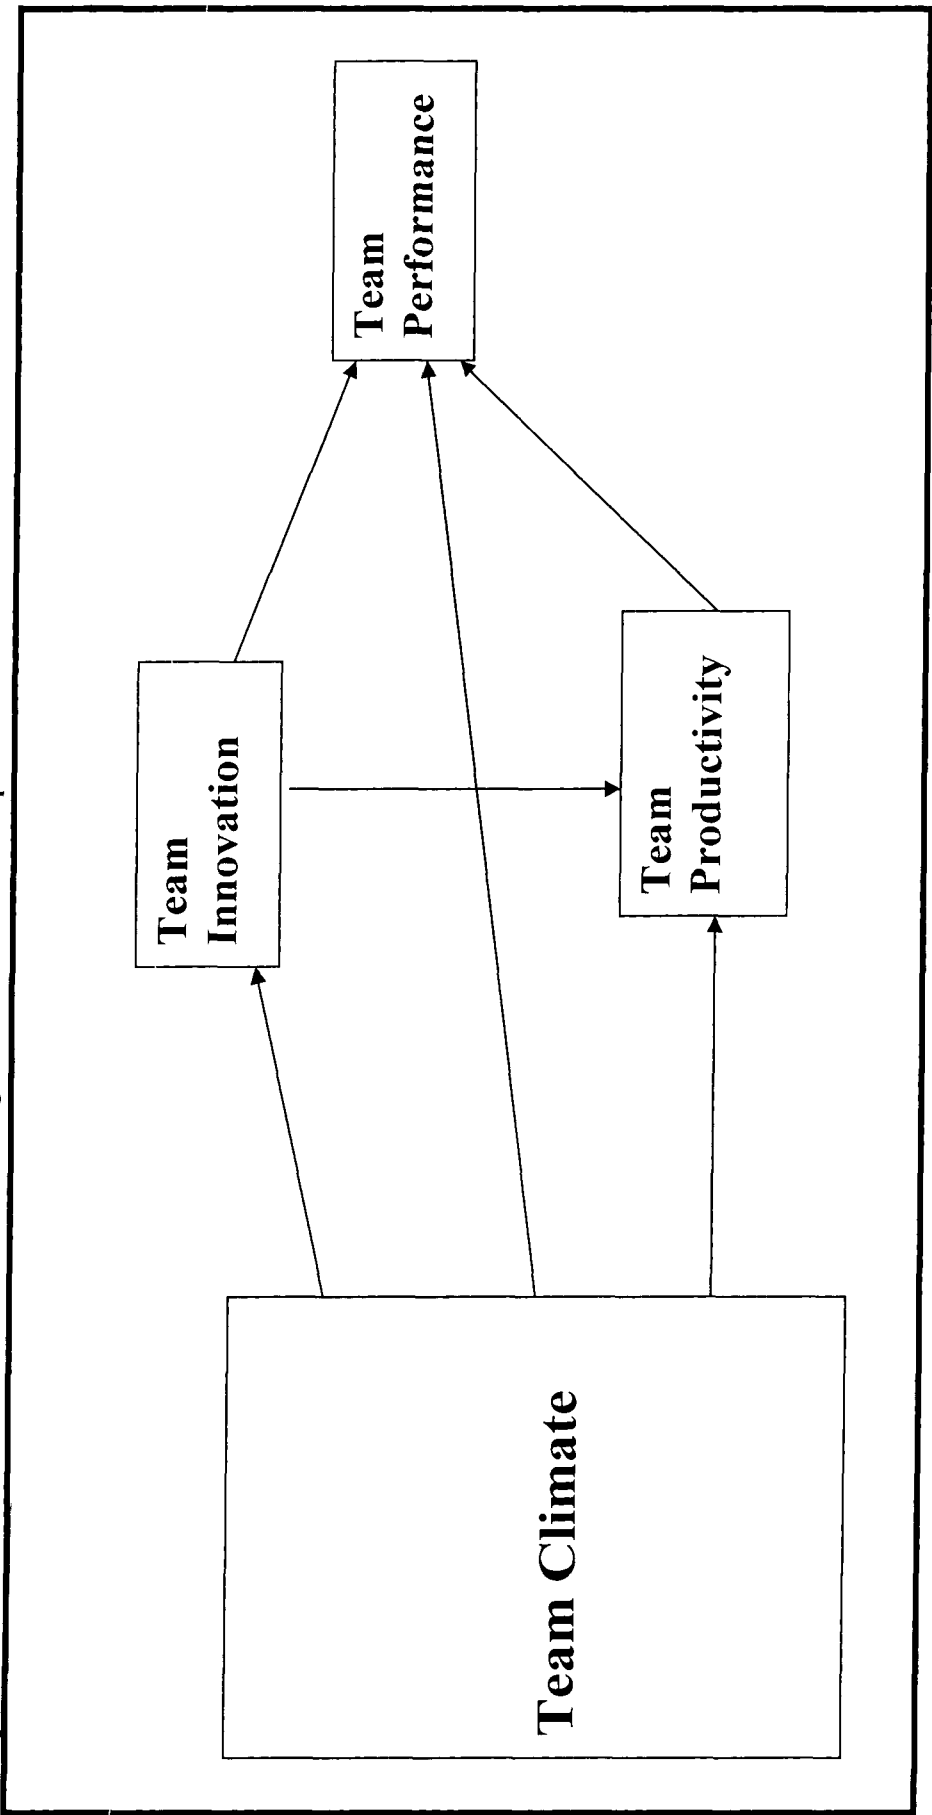 Team Climate
Team
Innovation
Team
Productivity
Team
Performance